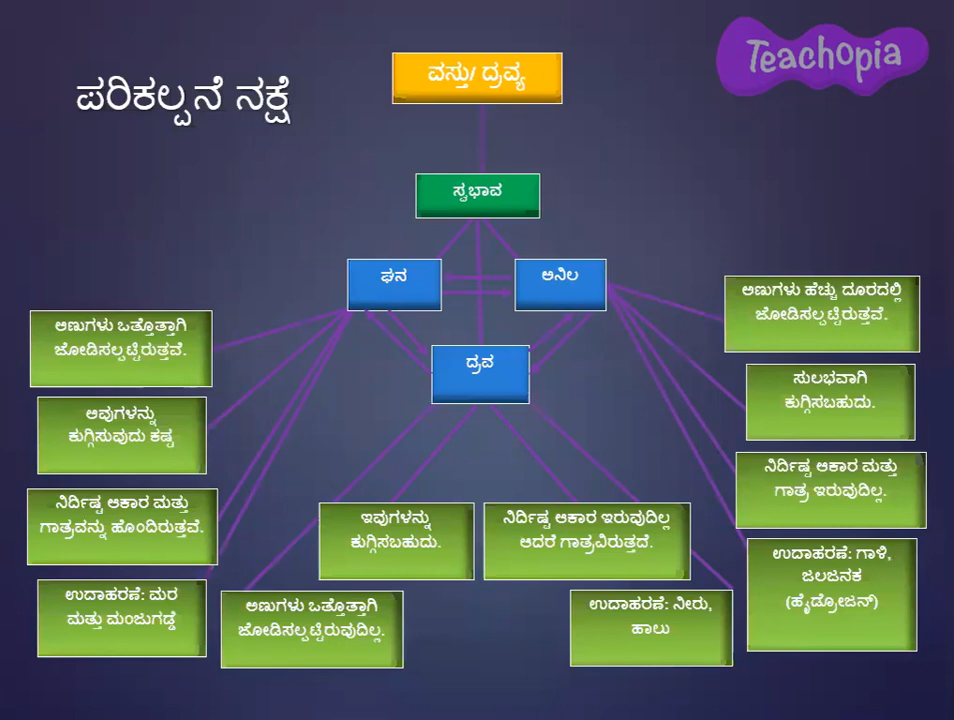 Teachopia
ಪರಿಕಲ್ಪನೆ ನಕ್ಷೆ
ವಸ್ತು/ ದ್ರವ್ಯ
ಸ್ವಭಾವ
ಘನ
ಅನಿಲ
ದ್ರವ
ಅಣುಗಳು ಒತ್ತೊತ್ತಾಗಿ
ಜೋಡಿಸಲ್ಪಟ್ಟಿರುತ್ತವೆ.
ಅವುಗಳನ್ನು
ಕುಗ್ಗಿಸುವುದು ಕಷ್ಟ
ನಿರ್ದಿಷ್ಟ ಆಕಾರ ಮತ್ತು
ಗಾತ್ರವನ್ನು ಹೊಂದಿರುತ್ತವೆ.
ಉದಾಹರಣೆ: ಮರ
ಮತ್ತು ಮಂಜುಗಡ್ಡೆ
ಅಣುಗಳು ಒತ್ತೊತ್ತಾಗಿ
ಜೋಡಿಸಲ್ಪಟ್ಟಿರುವುದಿಲ್ಲ.
ಇವುಗಳನ್ನು
ಕುಗ್ಗಿಸಬಹುದು.
ನಿರ್ದಿಷ್ಟ ಆಕಾರ ಇರುವುದಿಲ್ಲ
ಆದರೆ ಗಾತ್ರವಿರುತ್ತದೆ.
ಉದಾಹರಣೆ: ನೀರು,
ಹಾಲು
ಅಣುಗಳು ಹೆಚ್ಚು ದೂರದಲ್ಲಿ
ಜೋಡಿಸಲ್ಪಟ್ಟಿರುತ್ತವೆ.
ಸುಲಭವಾಗಿ
ಕುಗ್ಗಿಸಬಹುದು.
ನಿರ್ದಿಷ್ಟ ಆಕಾರ ಮತ್ತು
ಗಾತ್ರ ಇರುವುದಿಲ್ಲ.
ಉದಾಹರಣೆ: ಗಾಳಿ,
ಜಲಜನಕ
(ಹೈಡ್ರೋಜನ್)